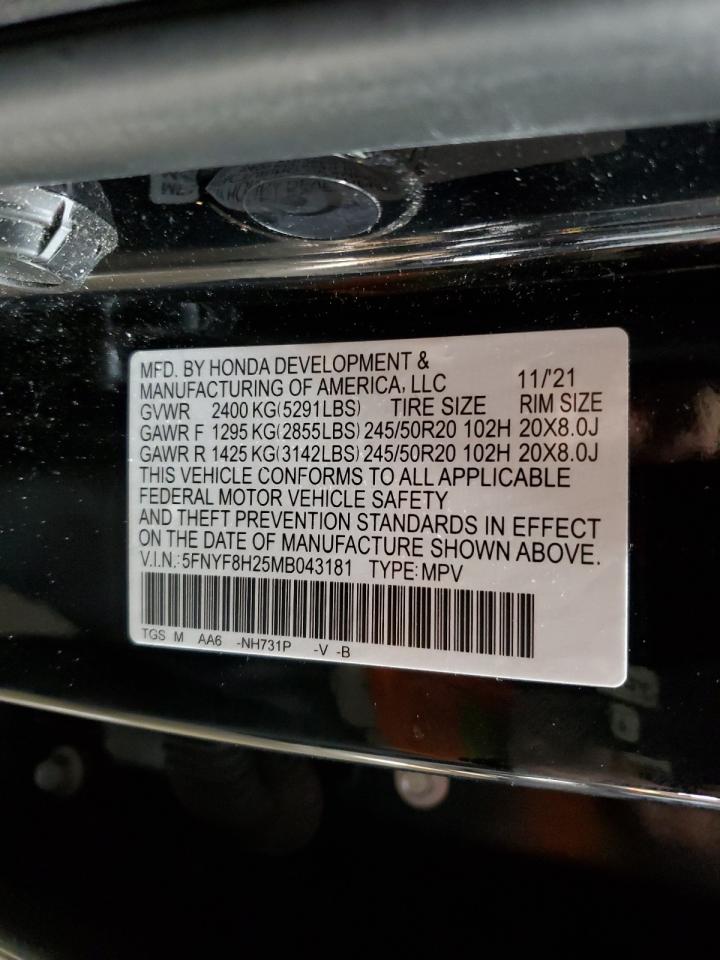 MFD. BY HONDA DEVELOPMENT &
MANUFACTURING OF AMERICA, LLC 11/'21
GVWR 2400 KG(5291LBS) TIRE SIZE RIM SIZE
GAWR F 1295 KG(2855LBS) 245/50R20 102H 20X8.0J
GAWR R 1425 KG(3142LBS) 245/50R20 102H 20X8.0J
THIS VEHICLE CONFORMS TO ALL APPLICABLE
FEDERAL MOTOR VEHICLE SAFETY
AND THEFT PREVENTION STANDARDS IN EFFECT
ON THE DATE OF MANUFACTURE SHOWN ABOVE.
V.I.N.: 5FNYF8H25MB043181 TYPE: MPV
TGS M AA6 -NH731P -V -B